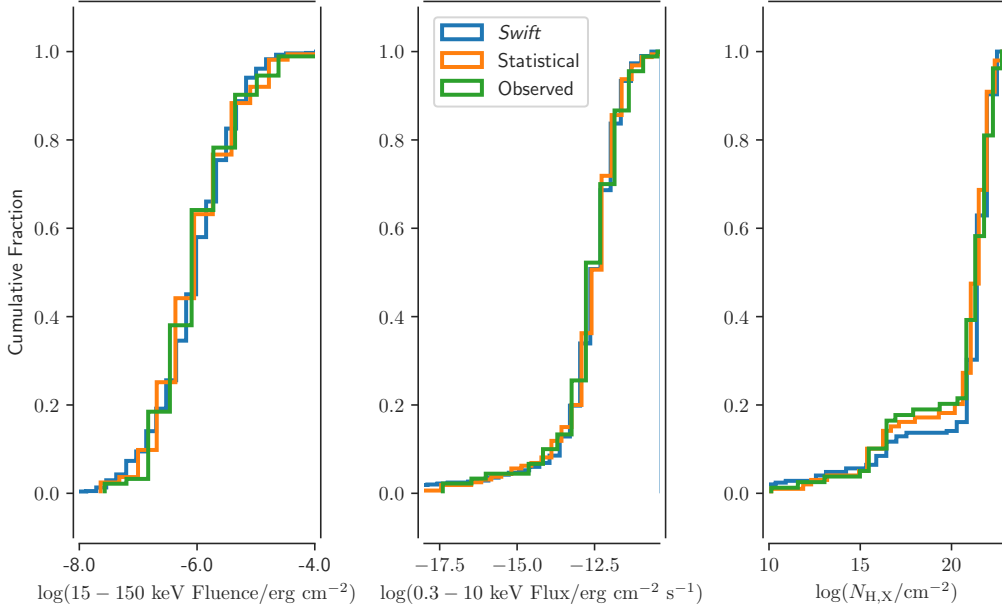 1.0
0.8
0.6
0.4
0.2
0.0
Cumulative Fraction
-8.0 -6.0 -4.0
log(15 − 150 keV Fluence/erg cm⁻²)
Swift
Statistical
Observed
1.0
0.8
0.6
0.4
0.2
0.0
−17.5 −15.0 −12.5
log(0.3 − 10 keV Flux/erg cm⁻² s⁻¹)
1.0
0.8
0.6
0.4
0.2
0.0
10 15 20
log(N_H,X/cm⁻²)